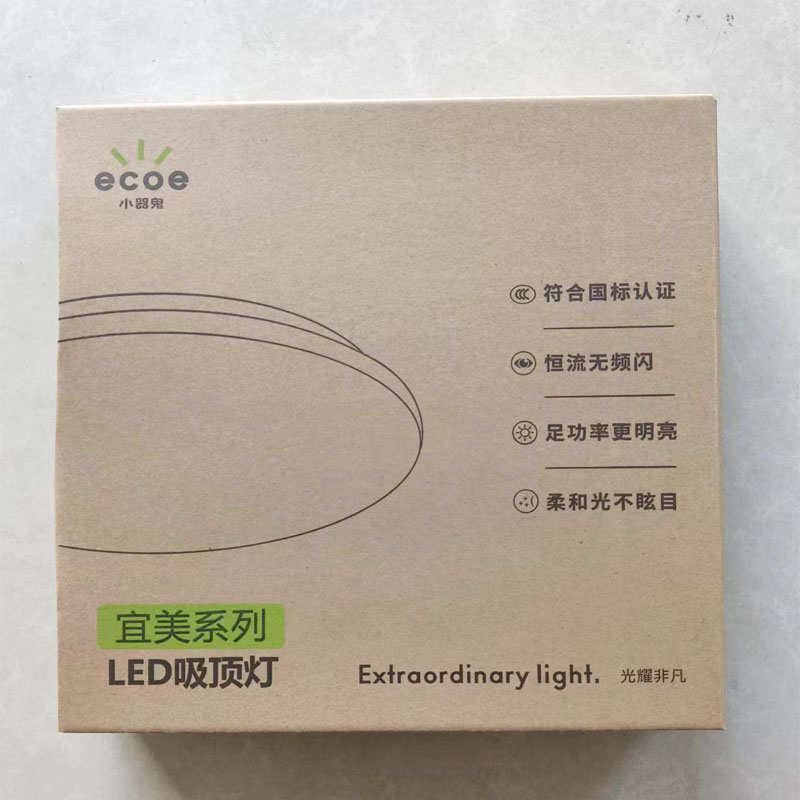 ecoe
小器鬼
符合国标认证
恒流无频闪
足功率更明亮
柔和光不眩目
宜美系列
LED吸顶灯
Extraordinary light. 光耀非凡